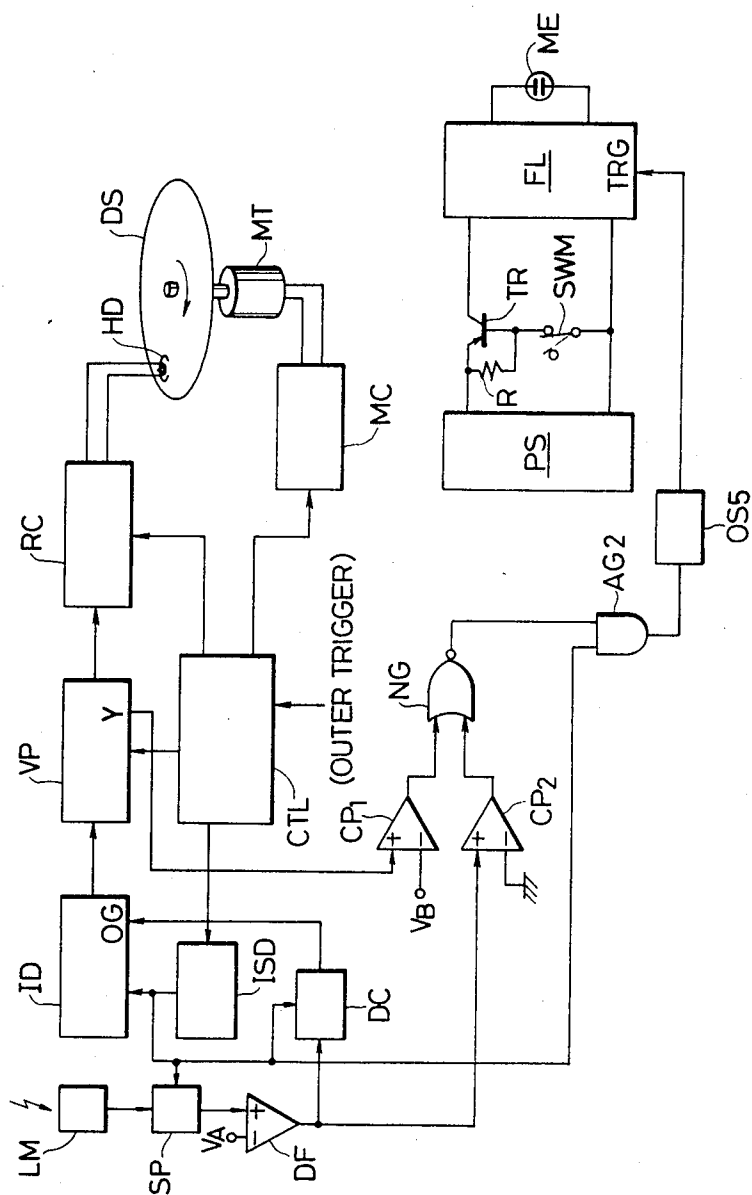 LM
ID
VP
RC
HD
DS
SP
OG
Y
MT
VA
DF
ISD
DC
CTL
MC
(OUTER TRIGGER)
VB
CP1
NG
CP2
AG2
OS5
PS
R
TR
SWM
FL
TRG
ME
+
−
+
−
+
−